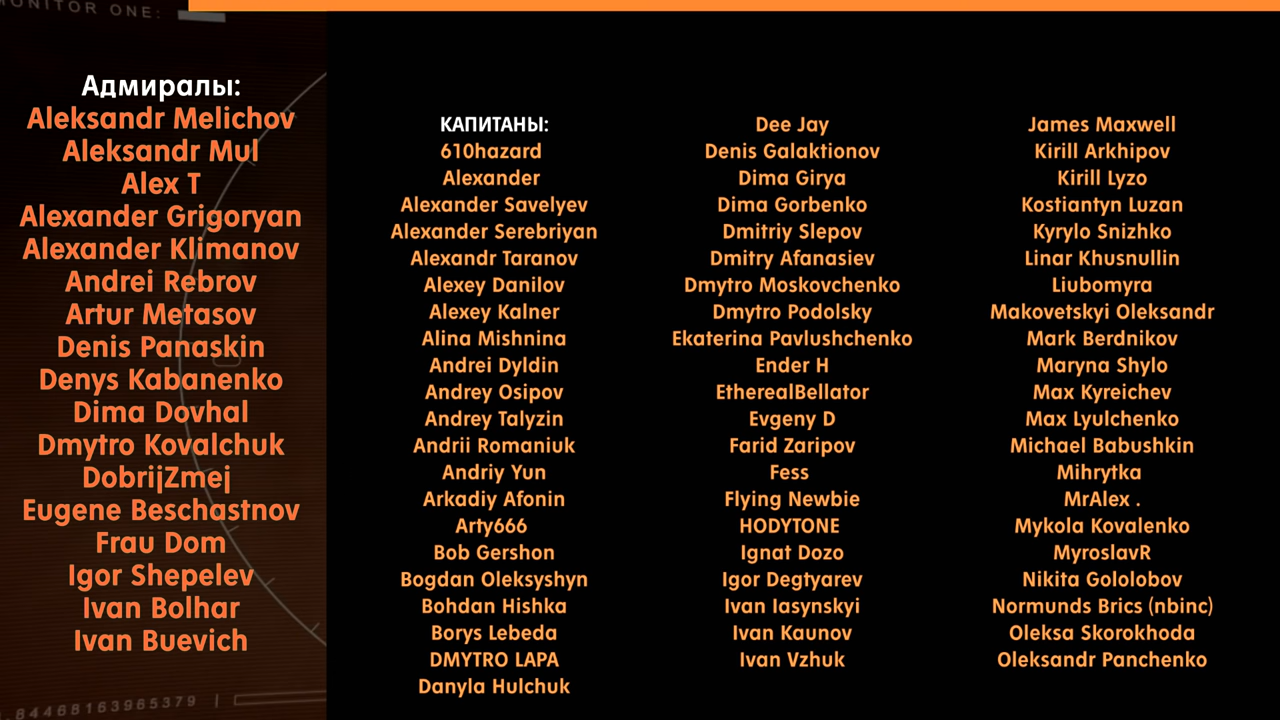 MONITOR ONE:
Адмиралы:
Aleksandr Melichov
Aleksandr Mul
Alex T
Alexander Grigoryan
Alexander Klimanov
Andrei Rebrov
Artur Metasov
Denis Panaskin
Denys Kabanenko
Dima Dovhal
Dmytro Kovalchuk
DobrijZmej
Eugene Beschastnov
Frau Dom
Igor Shepelev
Ivan Bolhar
Ivan Buevich
.84468163965379
КАПИТАНЫ:
610hazard
Alexander
Alexander Savelyev
Alexander Serebriyan
Alexandr Taranov
Alexey Danilov
Alexey Kalner
Alina Mishnina
Andrei Dyldin
Andrey Osipov
Andrey Talyzin
Andrii Romaniuk
Andriy Yun
Arkadiy Afonin
Arty666
Bob Gershon
Bogdan Oleksyshyn
Bohdan Hishka
Borys Lebeda
DMYTRO LAPA
Danyla Hulchuk
Dee Jay
Denis Galaktionov
Dima Girya
Dima Gorbenko
Dmitriy Slepov
Dmitry Afanasiev
Dmytro Moskovchenko
Dmytro Podolsky
Ekaterina Pavlushchenko
Ender H
EtherealBellator
Evgeny D
Farid Zaripov
Fess
Flying Newbie
HODYTONE
Ignat Dozo
Igor Degtyarev
Ivan Iasynskyi
Ivan Kaunov
Ivan Vzhuk
James Maxwell
Kirill Arkhipov
Kirill Lyzo
Kostiantyn Luzan
Kyrylo Snizhko
Linar Khusnullin
Liubomyra
Makovetskyi Oleksandr
Mark Berdnikov
Maryna Shylo
Max Kyreichev
Max Lyulchenko
Michael Babushkin
Mihrytka
MrAlex .
Mykola Kovalenko
MyroslavR
Nikita Gololobov
Normunds Brics (nbinc)
Oleksa Skorokhoda
Oleksandr Panchenko